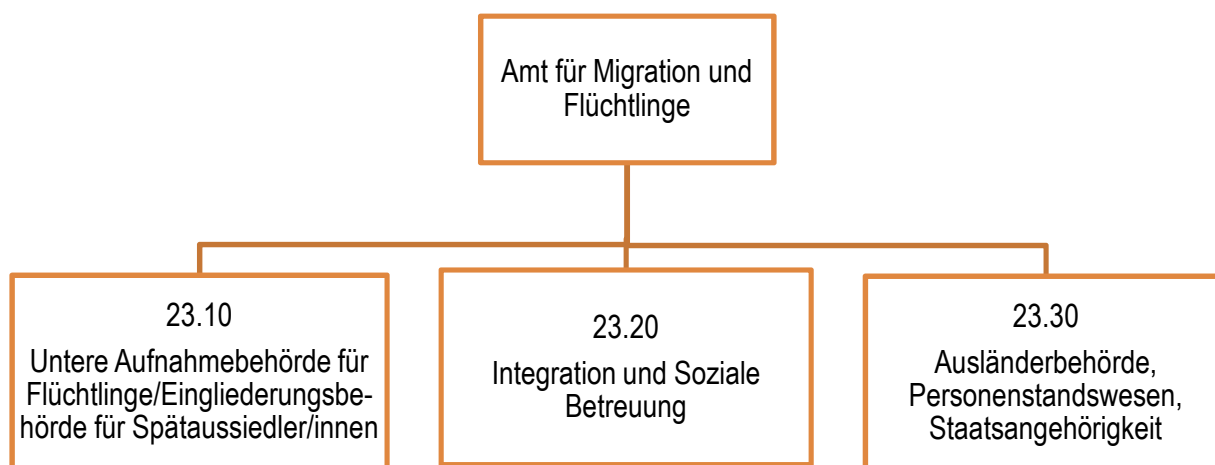 Amt für Migration und
Flüchtlinge
23.10
Untere Aufnahmebehörde für
Flüchtlinge/Eingliederungsbe-
hörde für Spätaussiedler/innen
23.20
Integration und Soziale
Betreuung
23.30
Ausländerbehörde,
Personenstandswesen,
Staatsangehörigkeit